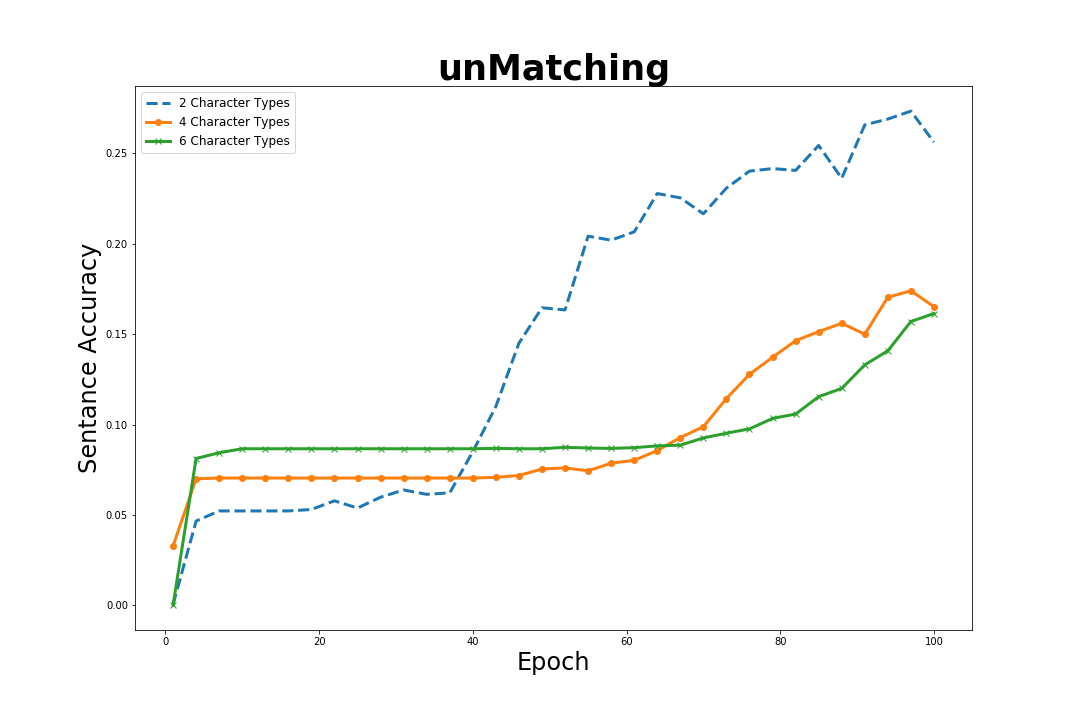 unMatching
2 Character Types
4 Character Types
6 Character Types
Sentance Accuracy
0.25
0.20
0.15
0.10
0.05
0.00
0 20 40 60 80 100
Epoch